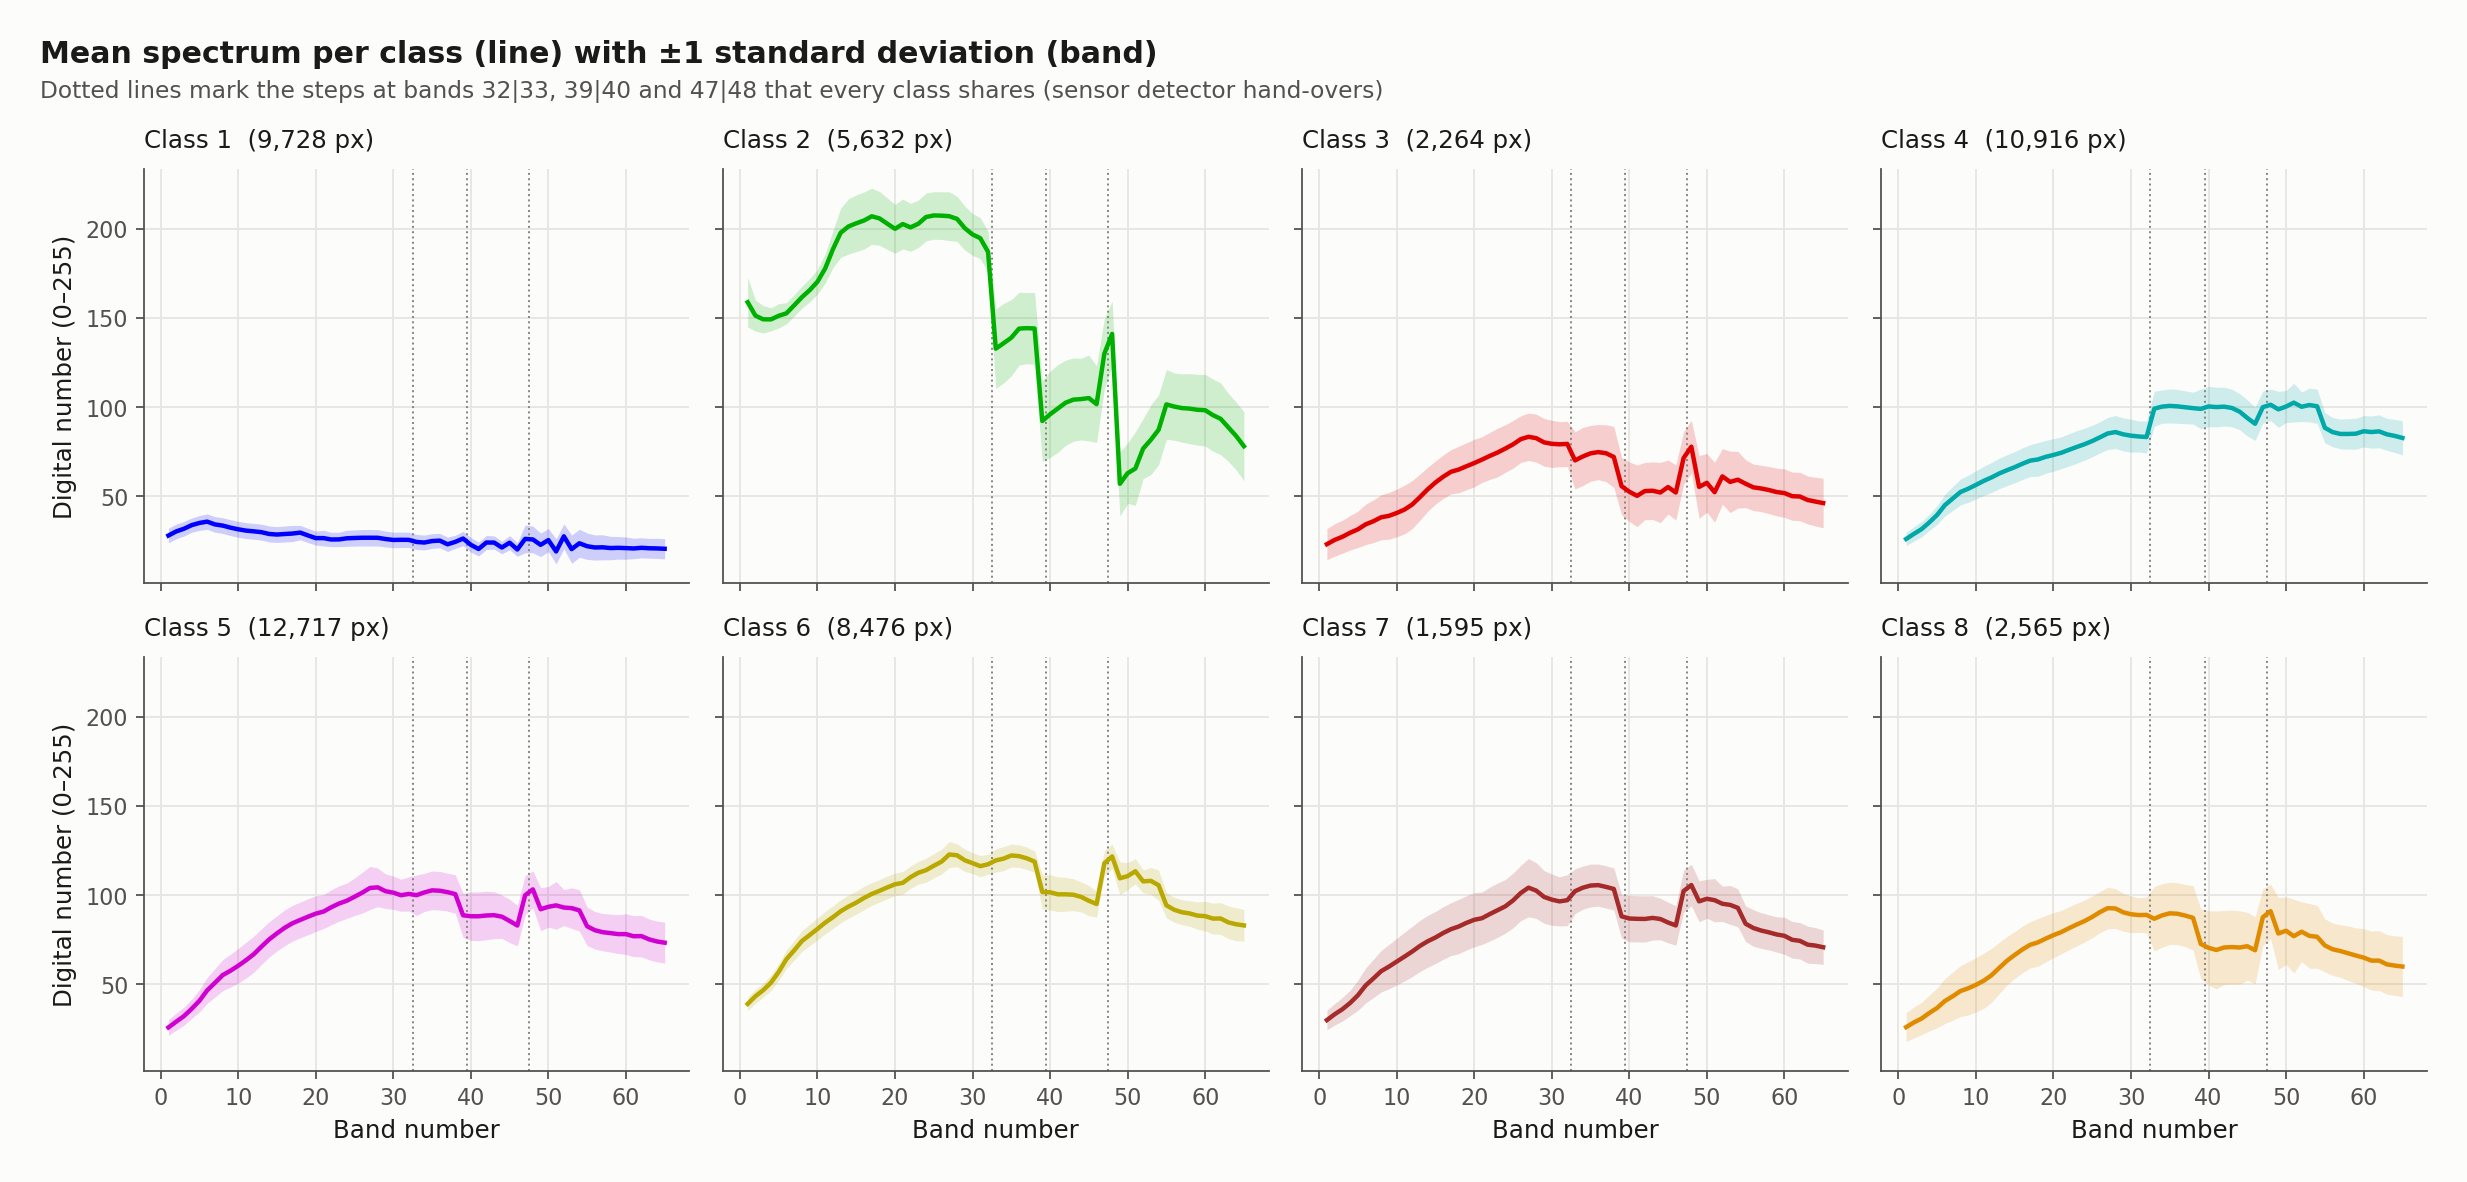 Mean spectrum per class (line) with ±1 standard deviation (band)
Dotted lines mark the steps at bands 32|33, 39|40 and 47|48 that every class shares (sensor detector hand-overs)
Class 1 (9,728 px)
Class 2 (5,632 px)
Class 3 (2,264 px)
Class 4 (10,916 px)
Digital number (0–255)
200
150
100
50
Class 5 (12,717 px)
Class 6 (8,476 px)
Class 7 (1,595 px)
Class 8 (2,565 px)
Digital number (0–255)
200
150
100
50
0 10 20 30 40 50 60
0 10 20 30 40 50 60
0 10 20 30 40 50 60
0 10 20 30 40 50 60
Band number
Band number
Band number
Band number